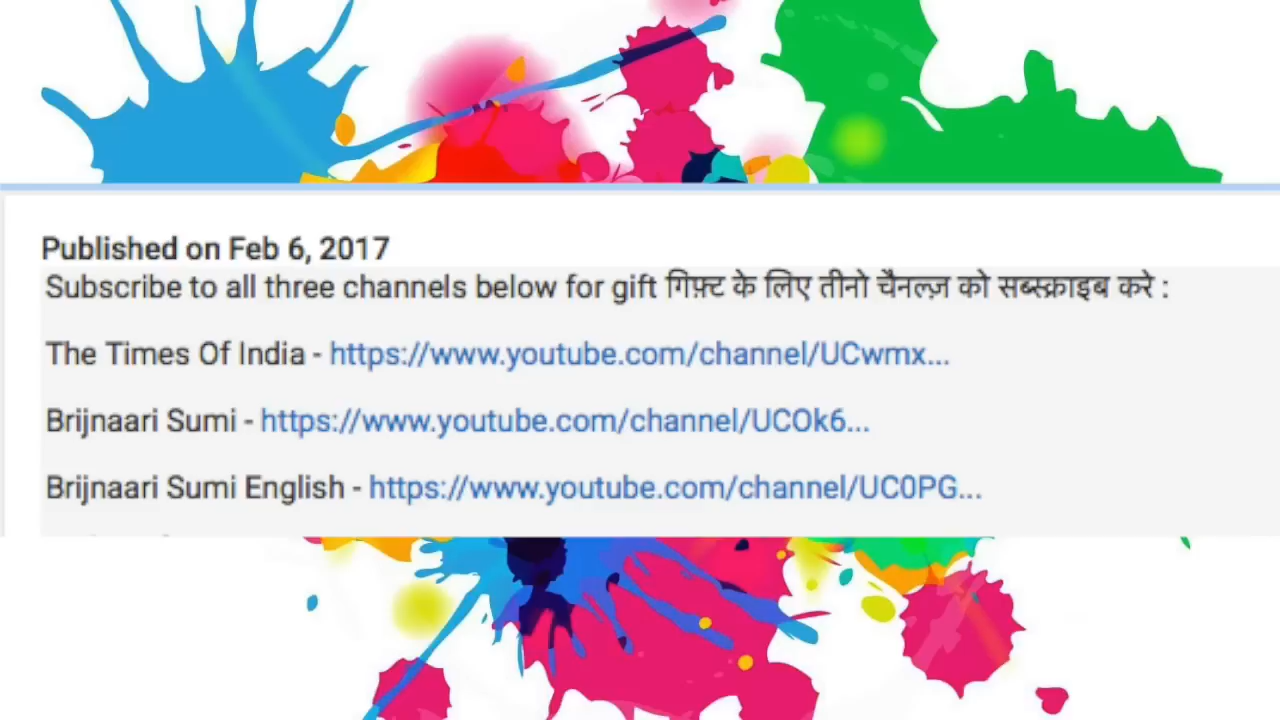 Published on Feb 6, 2017
Subscribe to all three channels below for gift गिफ़्ट के लिए तीनो चैनल्ज़ को सब्स्क्राइब करे :
The Times Of India - https://www.youtube.com/channel/UCwmx...
Brijnaari Sumi - https://www.youtube.com/channel/UCOk6...
Brijnaari Sumi English - https://www.youtube.com/channel/UC0PG...